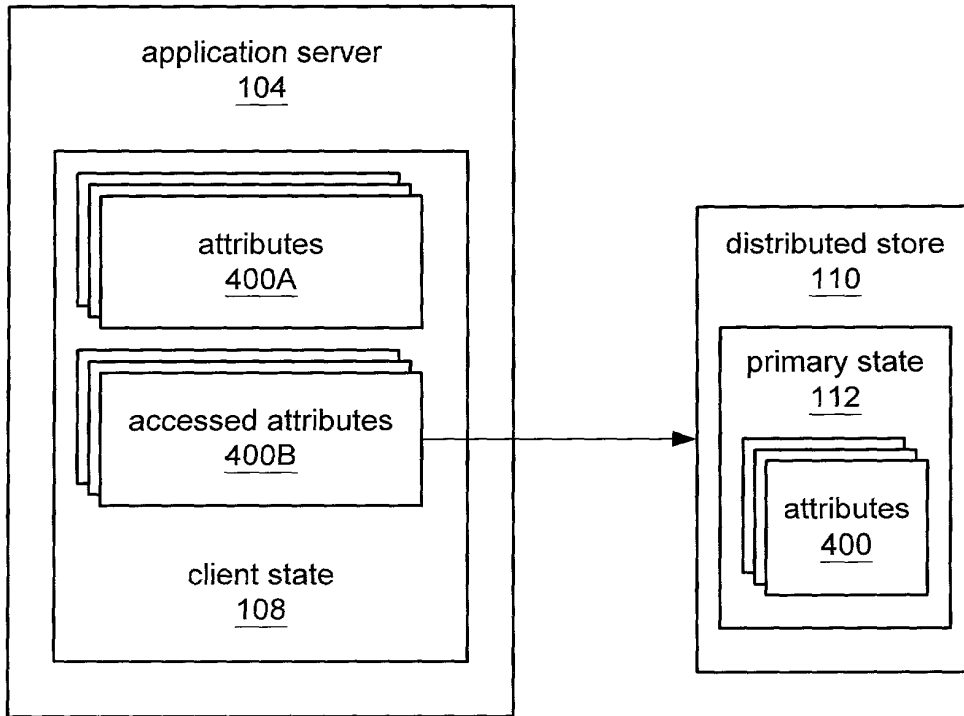 application server
104
attributes
400A
accessed attributes
400B
client state
108
distributed store
110
primary state
112
attributes
400